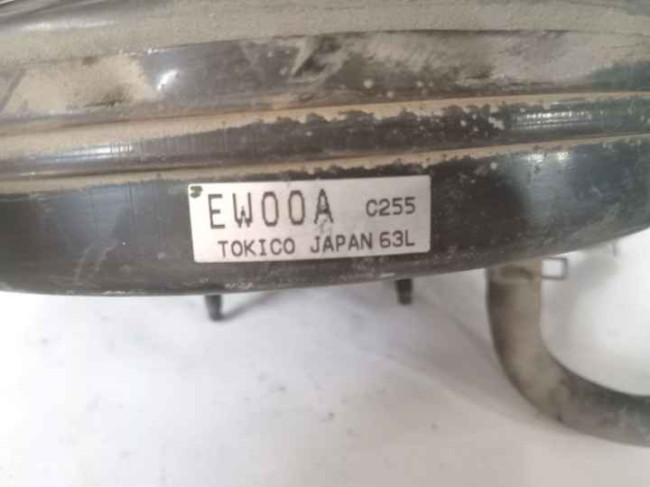 EW00A C255
TOKICO JAPAN 63L